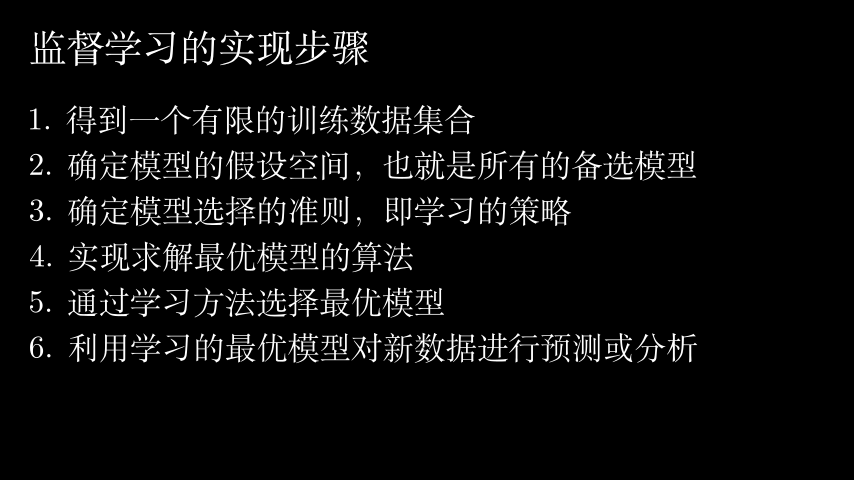 监督学习的实现步骤
1. 得到一个有限的训练数据集合
2. 确定模型的假设空间，也就是所有的备选模型
3. 确定模型选择的准则，即学习的策略
4. 实现求解最优模型的算法
5. 通过学习方法选择最优模型
6. 利用学习的最优模型对新数据进行预测或分析